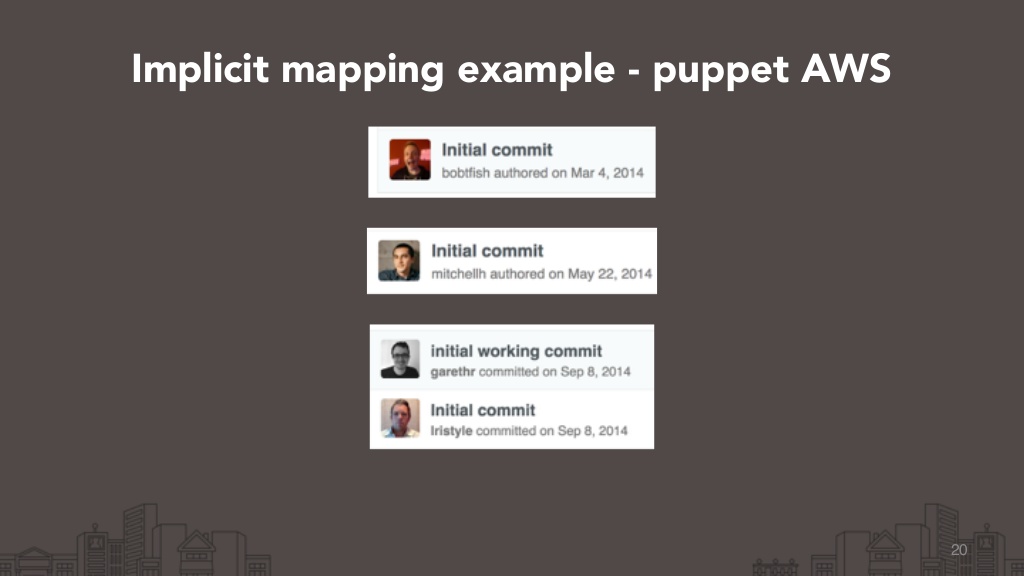 Implicit mapping example - puppet AWS
Initial commit
bobtfish authored on Mar 4, 2014
Initial commit
mitchellh authored on May 22, 2014
initial working commit
garethr committed on Sep 8, 2014
Initial commit
Iristyle committed on Sep 8, 2014
20